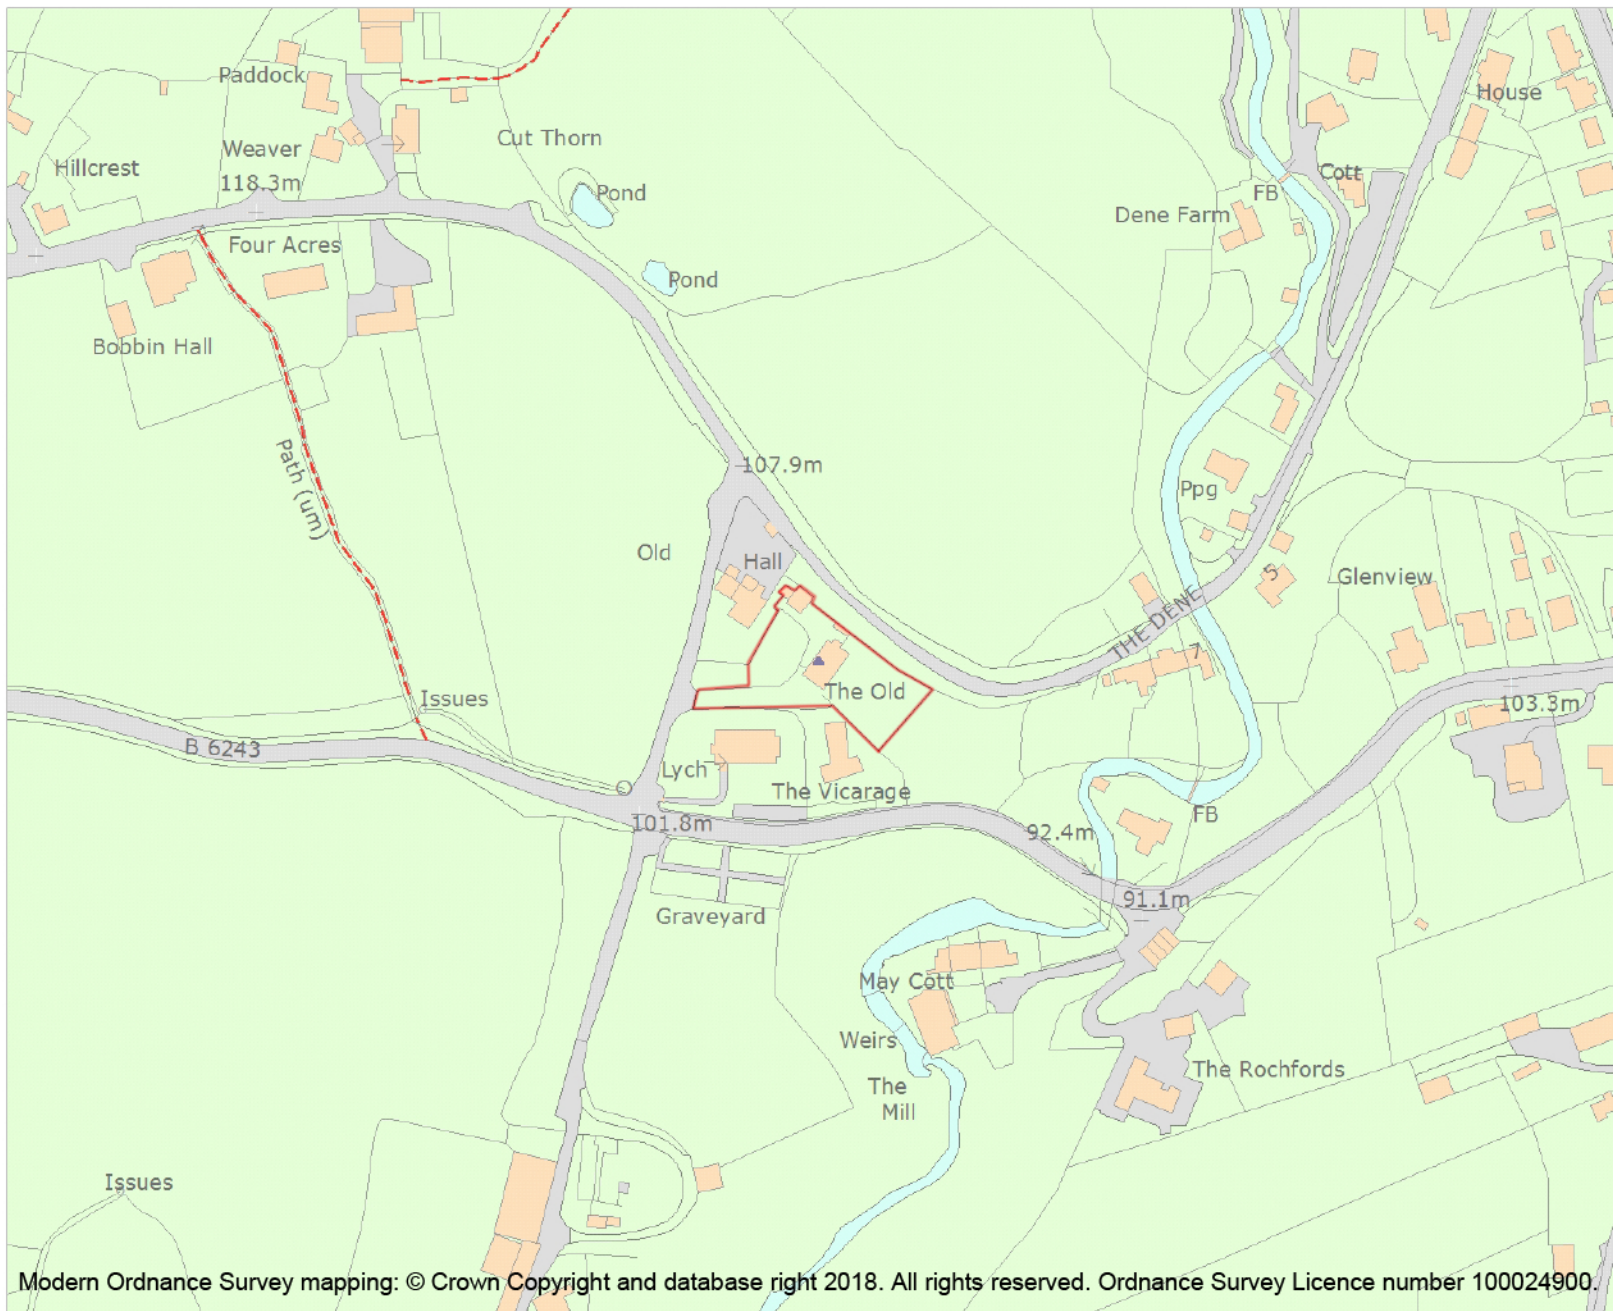 Paddock
House
Cut Thorn
Weaver
Hillcrest
Cott
118.3m
Pond
FB
Dene Farm
Four Acres
Pond
Bobbin Hall
107.9m
Path (um)
Ppg
Old
Hall
5
Glenview
THE DENE
7
The Old
Issues
103.3m
B 6243
Lych
The Vicarage
FB
101.8m
92.4m
91.1m
Graveyard
May Cott
Weirs
The Rochfords
The
Mill
Issues
Modern Ordnance Survey mapping: © Crown Copyright and database right 2018. All rights reserved. Ordnance Survey Licence number 100024900.